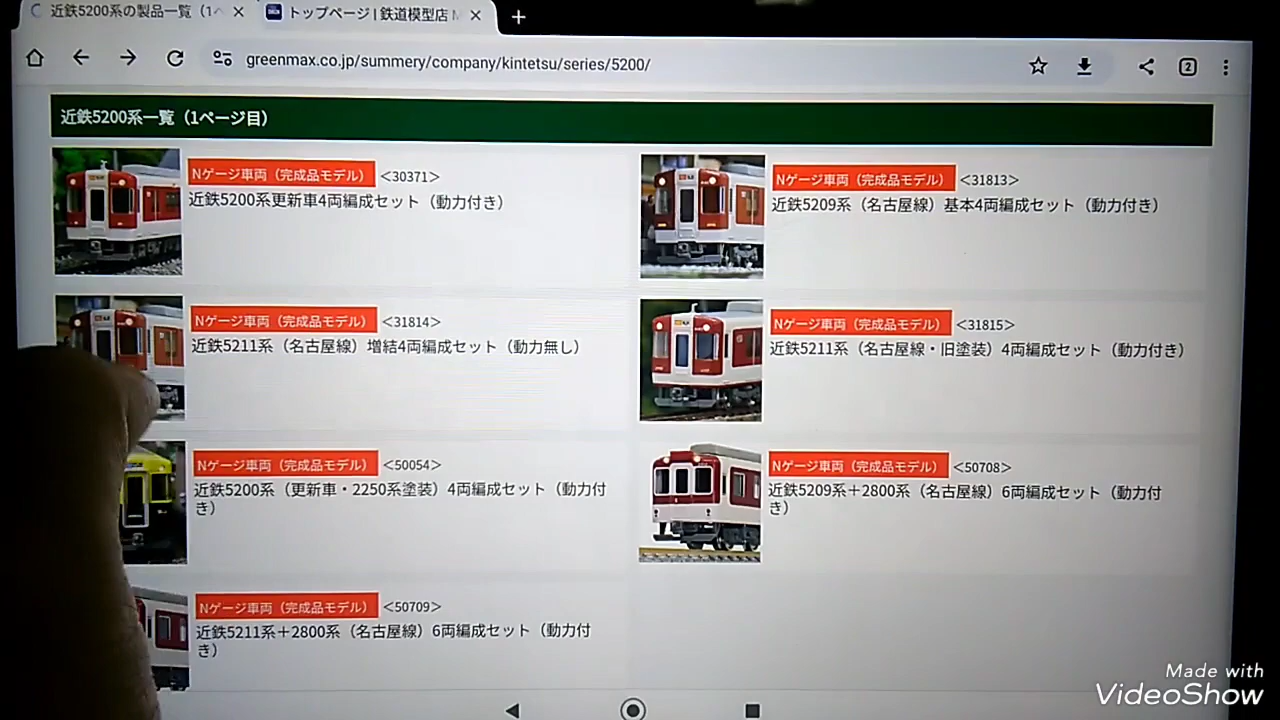 近鉄5200系の製品一覧（1
トップページ | 鉄道模型店
greenmax.co.jp/summery/company/kintetsu/series/5200/
2
近鉄5200系一覧（1ページ目）
Nゲージ車両（完成品モデル） <30371>
近鉄5200系更新車4両編成セット（動力付き）
Nゲージ車両（完成品モデル） <31813>
近鉄5209系（名古屋線）基本4両編成セット（動力付き）
Nゲージ車両（完成品モデル） <31814>
近鉄5211系（名古屋線）増結4両編成セット（動力無し）
Nゲージ車両（完成品モデル） <31815>
近鉄5211系（名古屋線・旧塗装）4両編成セット（動力付き）
Nゲージ車両（完成品モデル） <50054>
近鉄5200系（更新車・2250系塗装）4両編成セット（動力付
き）
Nゲージ車両（完成品モデル） <50708>
近鉄5209系＋2800系（名古屋線）6両編成セット（動力付
き）
Nゲージ車両（完成品モデル） <50709>
近鉄5211系＋2800系（名古屋線）6両編成セット（動力付
き）
Made with
VideoShow